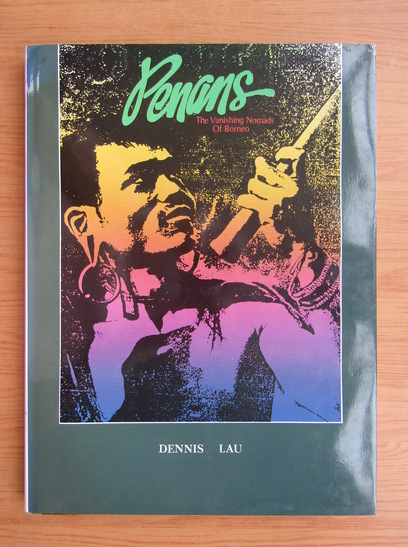 Penans
The Vanishing Nomads
Of Borneo
DENNIS LAU